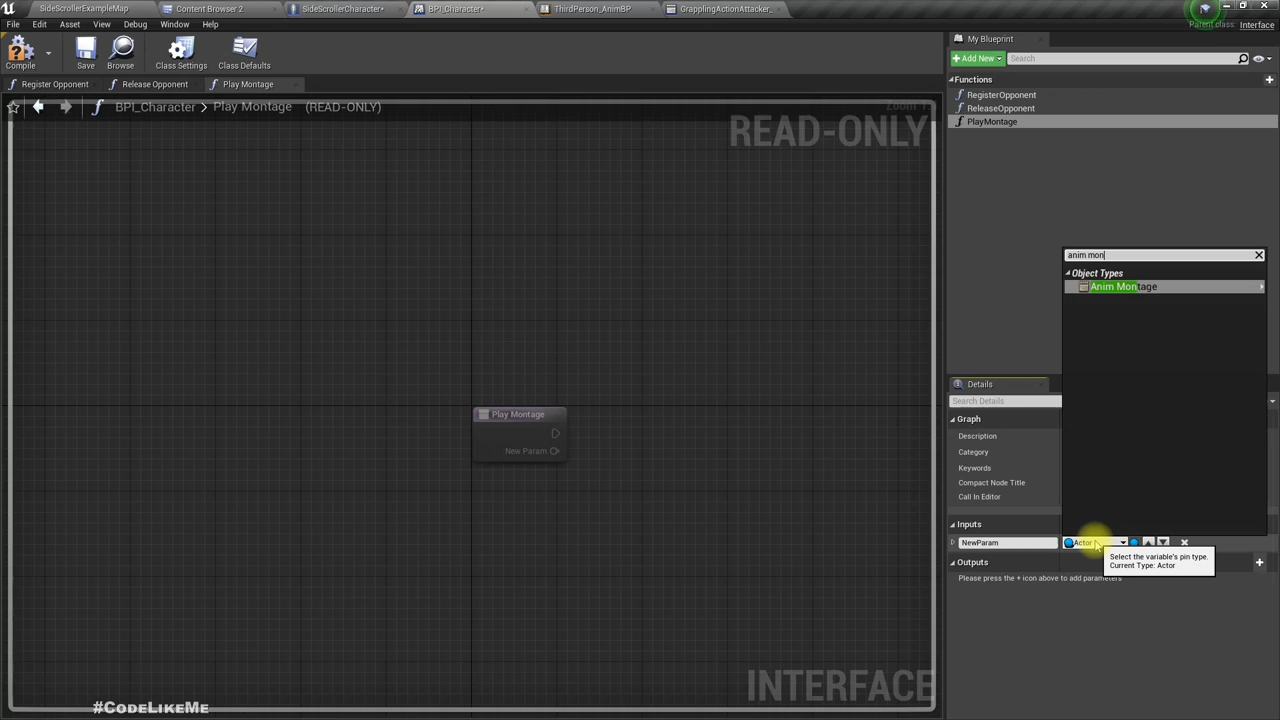 SideScrollerExampleMap
Content Browser 2
SideScrollerCharacter*
BPI_Character*
ThirdPerson_AnimBP
GrapplingActionAttacker_
File Edit Asset View Debug Window Help
Parent class: Interface
Compile
Save
Browse
Class Settings
Class Defaults
Register Opponent
Release Opponent
Play Montage
BPI_Character > Play Montage (READ-ONLY)
READ-ONLY
Play Montage
New Param
INTERFACE
#CodeLikeMe
My Blueprint
+ Add New
Search
Functions
RegisterOpponent
ReleaseOpponent
PlayMontage
anim mon
Object Types
Anim Montage
Details
Search Details
Graph
Description
Category
Keywords
Compact Node Title
Call In Editor
Inputs
NewParam
Actor
Select the variable's pin type.
Current Type: Actor
Outputs
Please press the + icon above to add parameters